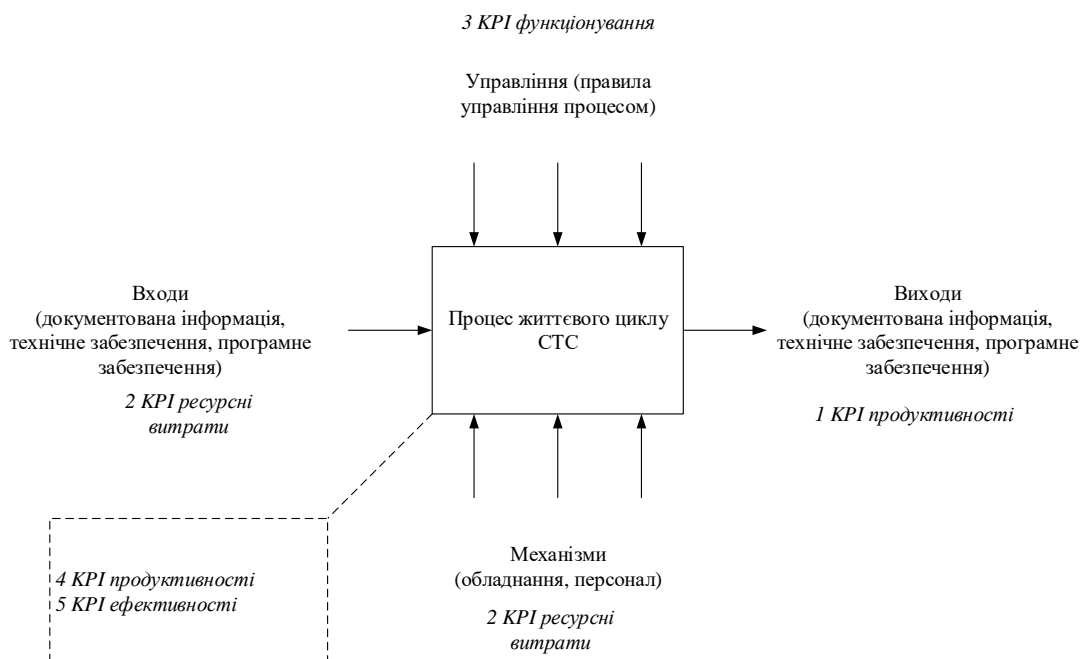 3 KPI функціонування
Управління (правила
управління процесом)
Входи
(документована інформація,
технічне забезпечення, програмне
забезпечення)
2 KPI ресурсні
витрати
Процес життєвого циклу
СТС
Виходи
(документована інформація,
технічне забезпечення, програмне
забезпечення)
1 KPI продуктивності
4 KPI продуктивності
5 KPI ефективності
Механізми
(обладнання, персонал)
2 KPI ресурсні
витрати